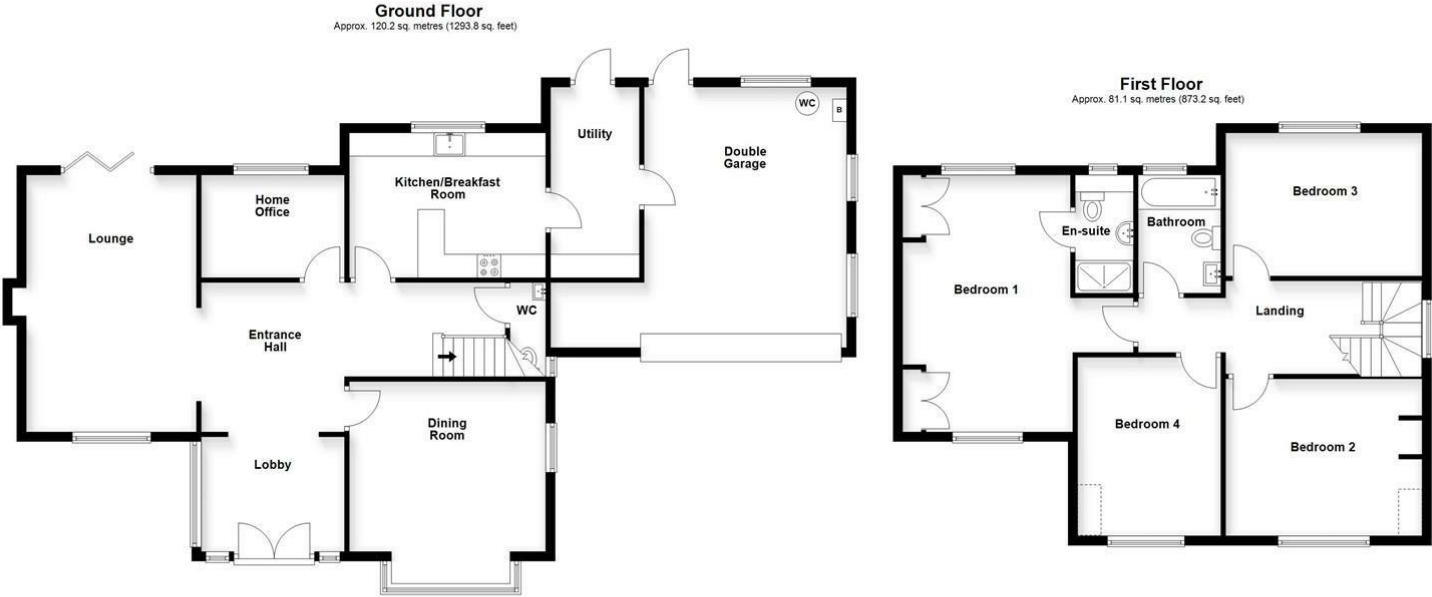 Ground Floor
Approx. 120.2 sq. metres (1293.8 sq. feet)
Utility
WC
B
Double
Garage
Kitchen/Breakfast
Room
Home
Office
Lounge
WC
Entrance
Hall
Dining
Room
Lobby
First Floor
Approx. 81.1 sq. metres (873.2 sq. feet)
Bedroom 3
Bathroom
En-suite
Bedroom 1
Landing
Bedroom 4
Bedroom 2